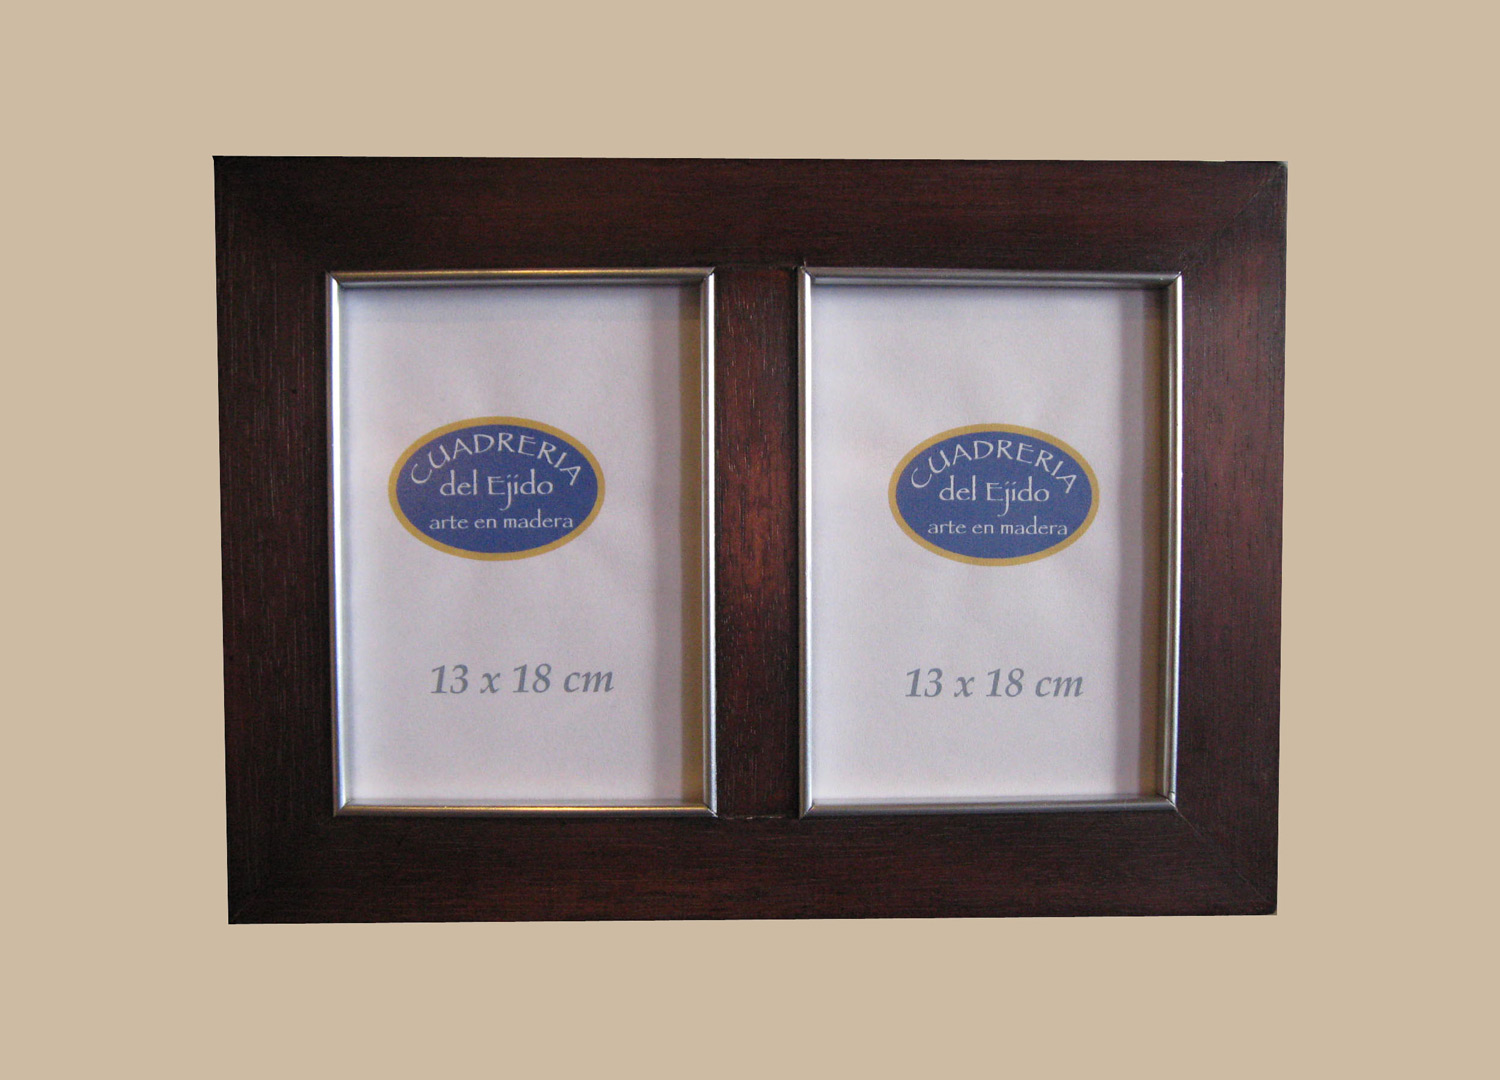 CUADRERIA
del Ejido
arte en madera
13 x 18 cm
CUADRERIA
del Ejido
arte en madera
13 x 18 cm